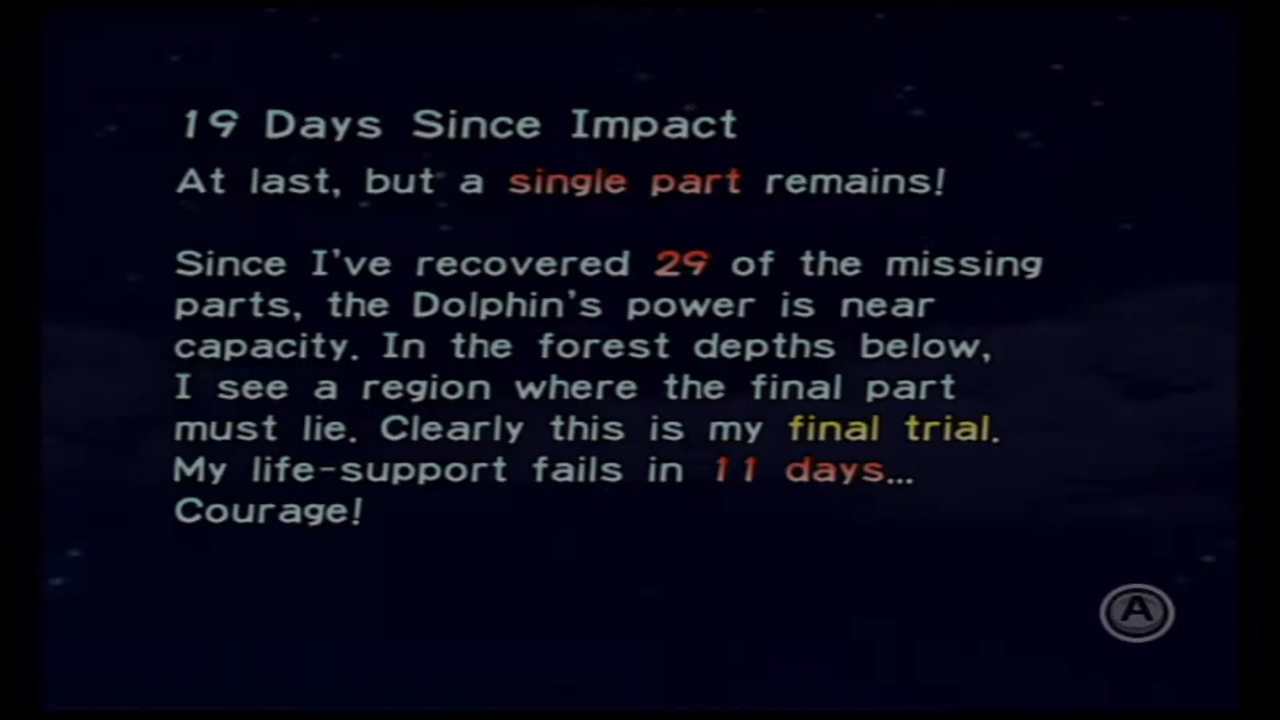 19 Days Since Impact
At last, but a single part remains!
Since I've recovered 29 of the missing
parts, the Dolphin's power is near
capacity. In the forest depths below,
I see a region where the final part
must lie. Clearly this is my final trial.
My life-support fails in 11 days...
Courage!
A